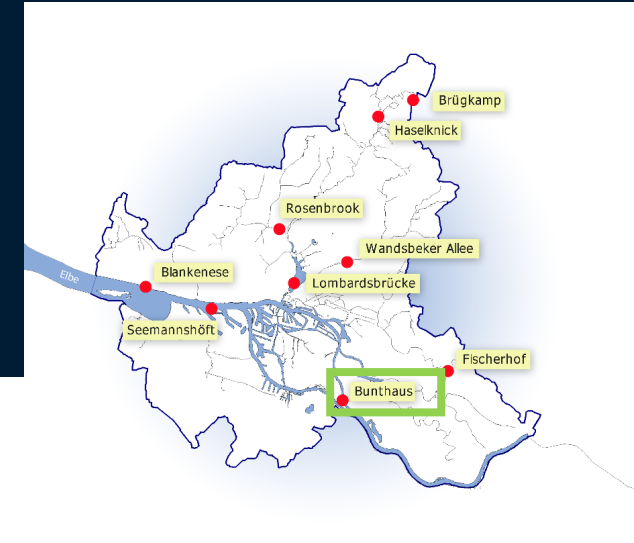 Brügkamp
Haselknick
Rosenbrook
Wandsbeker Allee
Blankenese
Elbe
Lombardsbrücke
Seemannshöft
Fischerhof
Bunthaus